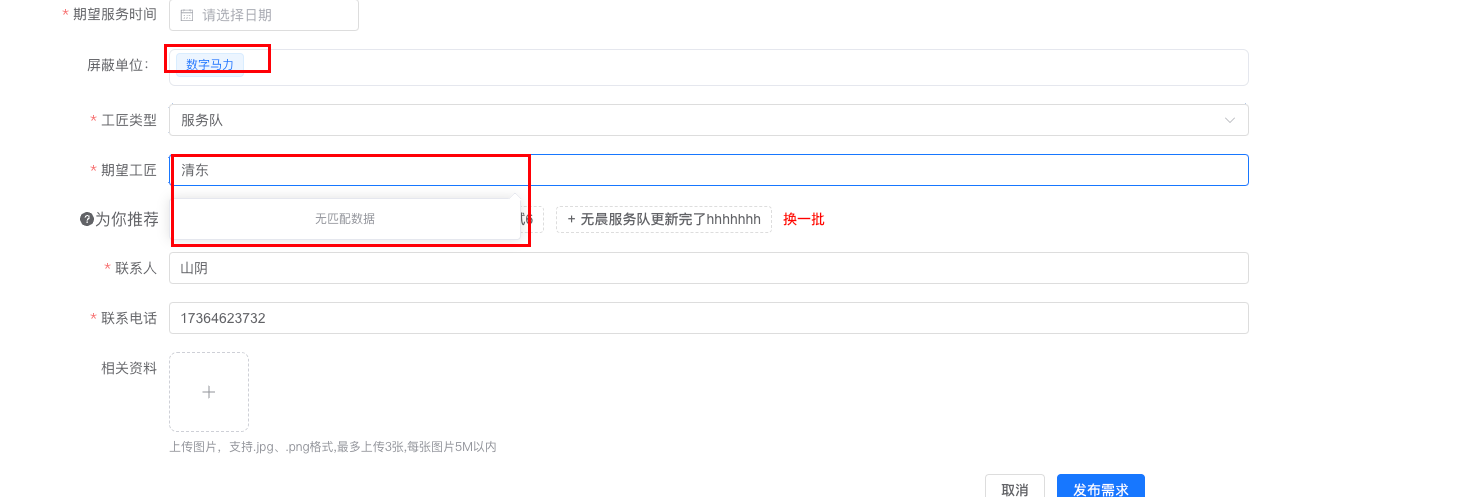 * 期望服务时间 请选择日期
屏蔽单位： 数字马力
* 工匠类型 服务队
* 期望工匠 清东
?为你推荐 无匹配数据 试6 + 无晨服务队更新完了hhhhhhh 换一批
* 联系人 山阴
* 联系电话 17364623732
相关资料 +
上传图片，支持.jpg、.png格式,最多上传3张,每张图片5M以内
取消 发布需求